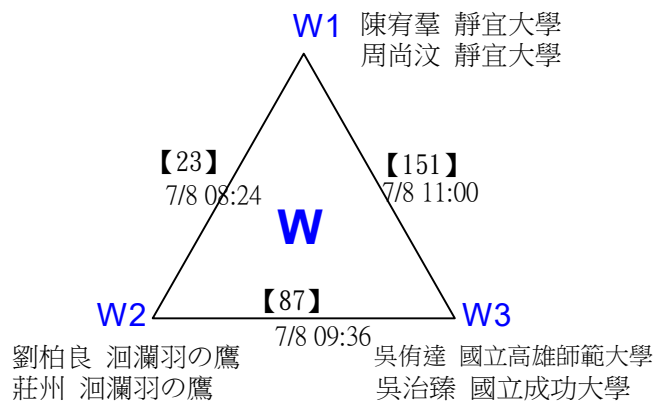 W1 陳宥羣 靜宜大學
周尚汶 靜宜大學
【23】
7/8 08:24
【151】
7/8 11:00
W
W2
【87】
7/8 09:36
W3
劉柏良 洄瀾羽の鷹
莊州 洄瀾羽の鷹
吳侑達 國立高雄師範大學
吳治臻 國立成功大學